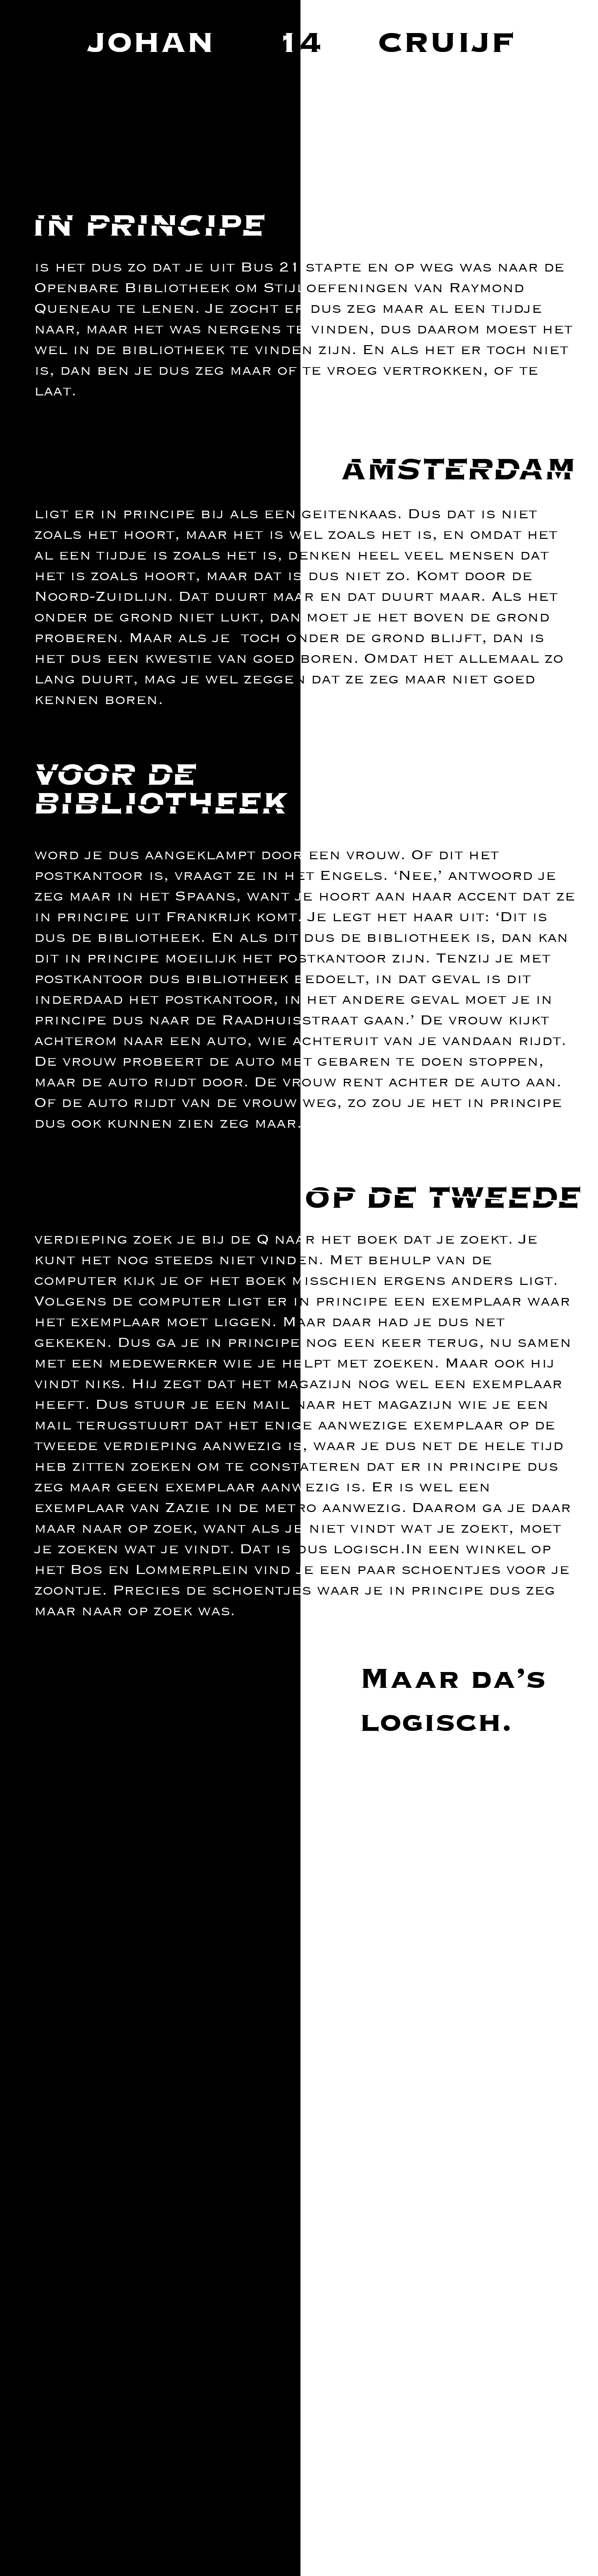 JOHAN 14 CRUIJF
IN PRINCIPE
IS HET DUS ZO DAT JE UIT BUS 21 STAPTE EN OP WEG WAS NAAR DE
OPENBARE BIBLIOTHEEK OM STIJLOEFENINGEN VAN RAYMOND
QUENEAU TE LENEN. JE ZOCHT ER DUS ZEG MAAR AL EEN TIJDJE
NAAR, MAAR HET WAS NERGENS TE VINDEN, DUS DAAROM MOEST HET
WEL IN DE BIBLIOTHEEK TE VINDEN ZIJN. EN ALS HET ER TOCH NIET
IS, DAN BEN JE DUS ZEG MAAR OF TE VROEG VERTROKKEN, OF TE
LAAT.
AMSTERDAM
LIGT ER IN PRINCIPE BIJ ALS EEN GEITENKAAS. DUS DAT IS NIET
ZOALS HET HOORT, MAAR HET IS WEL ZOALS HET IS, EN OMDAT HET
AL EEN TIJDJE IS ZOALS HET IS, DENKEN HEEL VEEL MENSEN DAT
HET IS ZOALS HOORT, MAAR DAT IS DUS NIET ZO. KOMT DOOR DE
NOORD-ZUIDLIJN. DAT DUURT MAAR EN DAT DUURT MAAR. ALS HET
ONDER DE GROND NIET LUKT, DAN MOET JE HET BOVEN DE GROND
PROBEREN. MAAR ALS JE TOCH ONDER DE GROND BLIJFT, DAN IS
HET DUS EEN KWESTIE VAN GOED BOREN. OMDAT HET ALLEMAAL ZO
LANG DUURT, MAG JE WEL ZEGGEN DAT ZE ZEG MAAR NIET GOED
KENNEN BOREN.
VOOR DE
BIBLIOTHEEK
WORD JE DUS AANGEKLAMPT DOOR EEN VROUW. OF DIT HET
POSTKANTOOR IS, VRAAGT ZE IN HET ENGELS. ‘NEE,’ ANTWOORD JE
ZEG MAAR IN HET SPAANS, WANT JE HOORT AAN HAAR ACCENT DAT ZE
IN PRINCIPE UIT FRANKRIJK KOMT. JE LEGT HET HAAR UIT: ‘DIT IS
DUS DE BIBLIOTHEEK. EN ALS DIT DUS DE BIBLIOTHEEK IS, DAN KAN
DIT IN PRINCIPE MOEILIJK HET POSTKANTOOR ZIJN. TENZIJ JE MET
POSTKANTOOR DUS BIBLIOTHEEK BEDOELT, IN DAT GEVAL IS DIT
INDERDAAD HET POSTKANTOOR, IN HET ANDERE GEVAL MOET JE IN
PRINCIPE DUS NAAR DE RAADHUISSTRAAT GAAN.’ DE VROUW KIJKT
ACHTEROM NAAR EEN AUTO, WIE ACHTERUIT VAN JE VANDAAN RIJDT.
DE VROUW PROBEERT DE AUTO MET GEBAREN TE DOEN STOPPEN,
MAAR DE AUTO RIJDT DOOR. DE VROUW RENT ACHTER DE AUTO AAN.
OF DE AUTO RIJDT VAN DE VROUW WEG, ZO ZOU JE HET IN PRINCIPE
DUS OOK KUNNEN ZIEN ZEG MAAR.
OP DE TWEEDE
VERDIEPING ZOEK JE BIJ DE Q NAAR HET BOEK DAT JE ZOEKT. JE
KUNT HET NOG STEEDS NIET VINDEN. MET BEHULP VAN DE
COMPUTER KIJK JE OF HET BOEK MISSCHIEN ERGENS ANDERS LIGT.
VOLGENS DE COMPUTER LIGT ER IN PRINCIPE EEN EXEMPLAAR WAAR
HET EXEMPLAAR MOET LIGGEN. MAAR DAAR HAD JE DUS NET
GEKEKEN. DUS GA JE IN PRINCIPE NOG EEN KEER TERUG, NU SAMEN
MET EEN MEDEWERKER WIE JE HELPT MET ZOEKEN. MAAR OOK HIJ
VINDT NIKS. HIJ ZEGT DAT HET MAGAZIJN NOG WEL EEN EXEMPLAAR
HEEFT. DUS STUUR JE EEN MAIL NAAR HET MAGAZIJN WIE JE EEN
MAIL TERUGSTUURT DAT HET ENIGE AANWEZIGE EXEMPLAAR OP DE
TWEEDE VERDIEPING AANWEZIG IS, WAAR JE DUS NET DE HELE TIJD
HEB ZITTEN ZOEKEN OM TE CONSTATEREN DAT ER IN PRINCIPE DUS
ZEG MAAR GEEN EXEMPLAAR AANWEZIG IS. ER IS WEL EEN
EXEMPLAAR VAN ZAZIE IN DE METRO AANWEZIG. DAAROM GA JE DAAR
MAAR NAAR OP ZOEK, WANT ALS JE NIET VINDT WAT JE ZOEKT, MOET
JE ZOEKEN WAT JE VINDT. DAT IS DUS LOGISCH.IN EEN WINKEL OP
HET BOS EN LOMMERPLEIN VIND JE EEN PAAR SCHOENTJES VOOR JE
ZOONTJE. PRECIES DE SCHOENTJES WAAR JE IN PRINCIPE DUS ZEG
MAAR NAAR OP ZOEK WAS.
MAAR DA’S
LOGISCH.